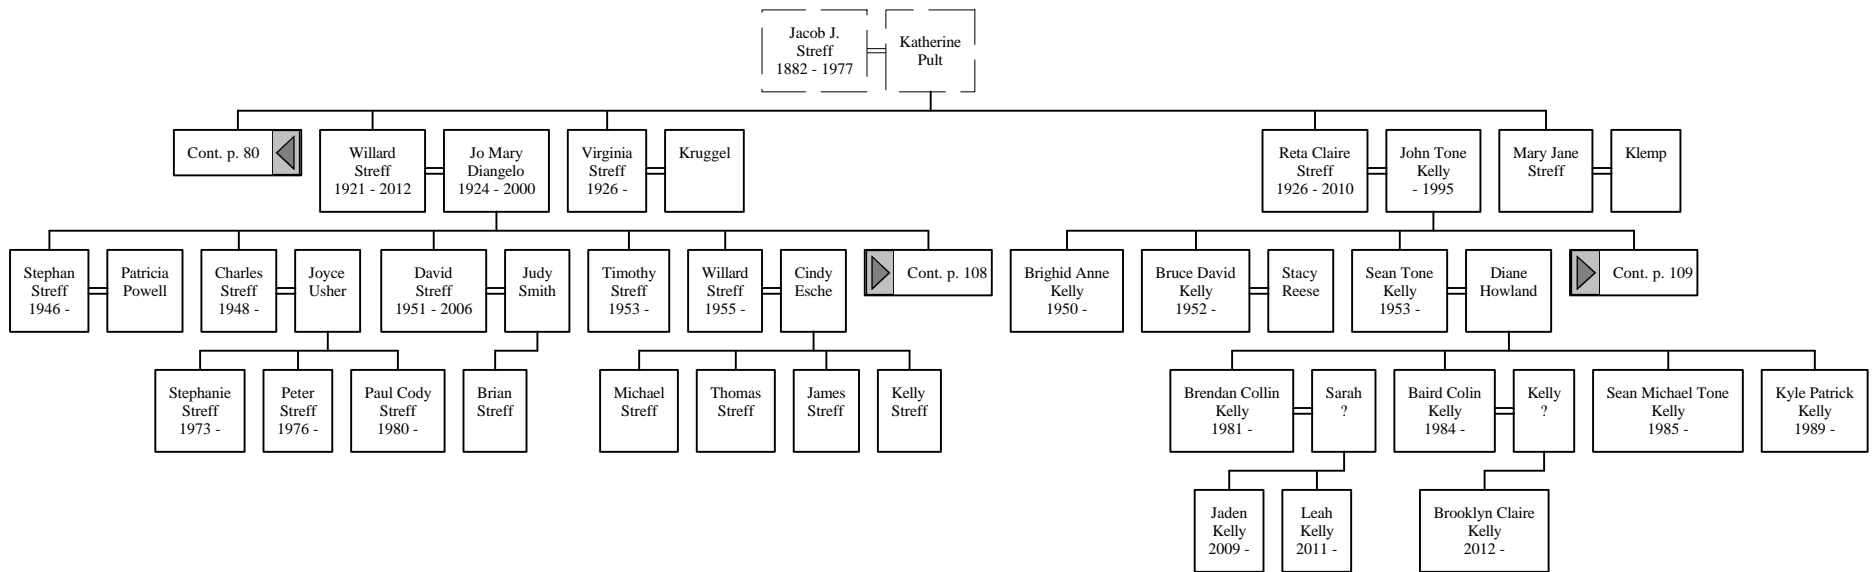 Jacob J.
Streff
1882 - 1977
Katherine
Pult
Cont. p. 80
Willard
Streff
1921 - 2012
Jo Mary
Diangelo
1924 - 2000
Virginia
Streff
1926 -
Kruggel
Reta Claire
Streff
1926 - 2010
John Tone
Kelly
- 1995
Mary Jane
Streff
Klemp
Stephan
Streff
1946 -
Patricia
Powell
Charles
Streff
1948 -
Joyce
Usher
David
Streff
1951 - 2006
Judy
Smith
Timothy
Streff
1953 -
Willard
Streff
1955 -
Cindy
Esche
Cont. p. 108
Brighid Anne
Kelly
1950 -
Bruce David
Kelly
1952 -
Stacy
Reese
Sean Tone
Kelly
1953 -
Diane
Howland
Cont. p. 109
Stephanie
Streff
1973 -
Peter
Streff
1976 -
Paul Cody
Streff
1980 -
Brian
Streff
Michael
Streff
Thomas
Streff
James
Streff
Kelly
Streff
Brendan Collin
Kelly
1981 -
Sarah
?
Baird Colin
Kelly
1984 -
Kelly
?
Sean Michael Tone
Kelly
1985 -
Kyle Patrick
Kelly
1989 -
Jaden
Kelly
2009 -
Leah
Kelly
2011 -
Brooklyn Claire
Kelly
2012 -